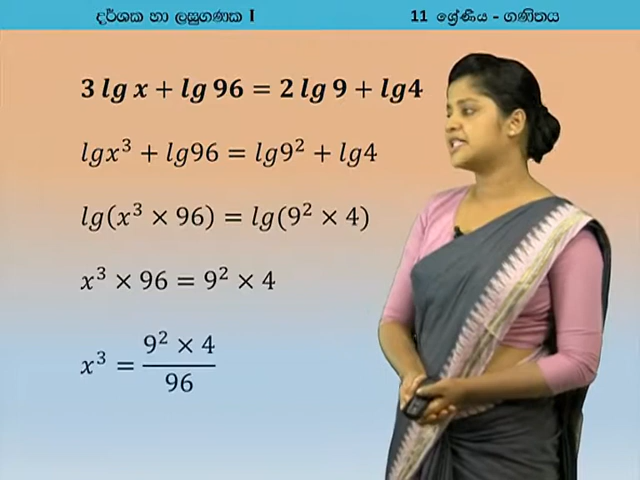 දර්ශක හා ලඝුගණක I
11 ශ්‍රේණිය - ගණිතය
3 lg x + lg 96 = 2 lg 9 + lg4
lgx³ + lg96 = lg9² + lg4
lg(x³ × 96) = lg(9² × 4)
x³ × 96 = 9² × 4
x³ = 9² × 4 / 96